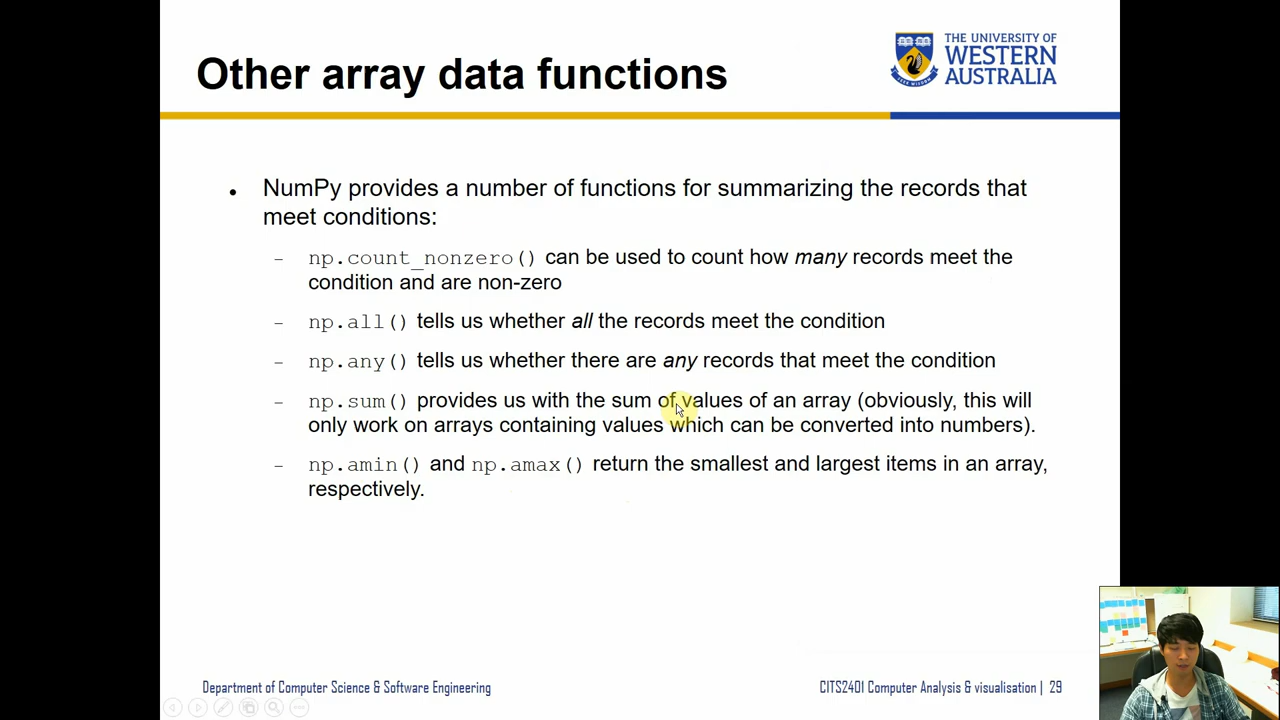 Other array data functions
THE UNIVERSITY OF
WESTERN
AUSTRALIA
• NumPy provides a number of functions for summarizing the records that
meet conditions:
– np.count_nonzero() can be used to count how many records meet the
condition and are non-zero
– np.all() tells us whether all the records meet the condition
– np.any() tells us whether there are any records that meet the condition
– np.sum() provides us with the sum of values of an array (obviously, this will
only work on arrays containing values which can be converted into numbers).
– np.amin() and np.amax() return the smallest and largest items in an array,
respectively.
Department of Computer Science & Software Engineering
CITS2401 Computer Analysis & visualisation | 29